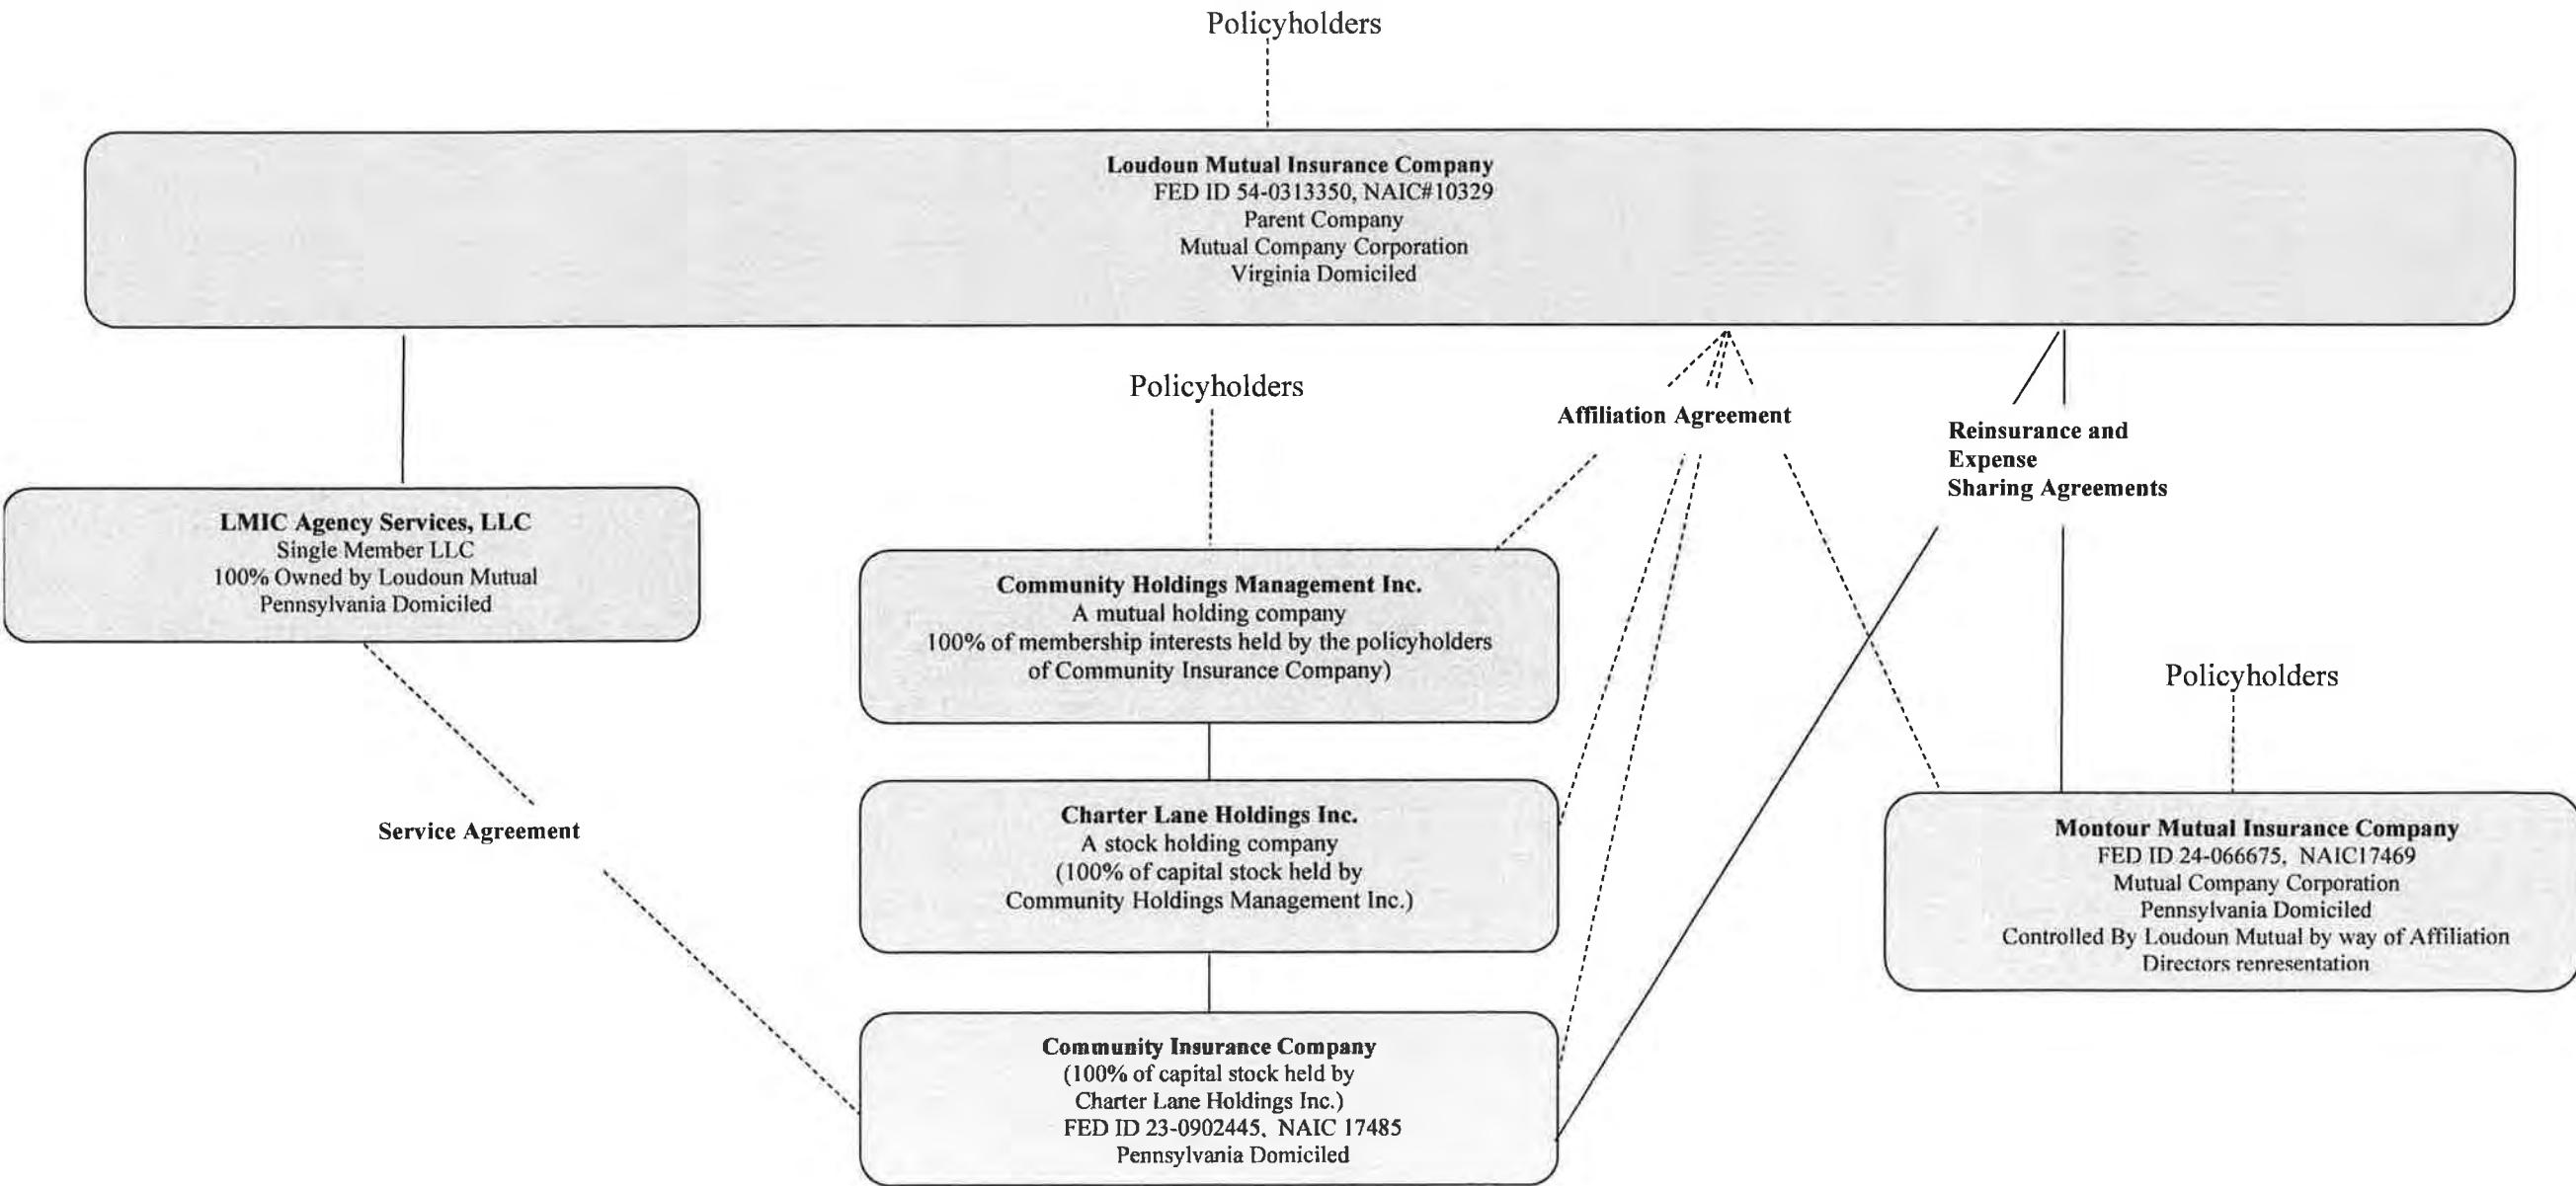 Policyholders
Loudoun Mutual Insurance Company
FED ID 54-0313350, NAIC#10329
Parent Company
Mutual Company Corporation
Virginia Domiciled
Policyholders
Affiliation Agreement
Reinsurance and
Expense
Sharing Agreements
LMIC Agency Services, LLC
Single Member LLC
100% Owned by Loudoun Mutual
Pennsylvania Domiciled
Community Holdings Management Inc.
A mutual holding company
100% of membership interests held by the policyholders
of Community Insurance Company)
Policyholders
Charter Lane Holdings Inc.
A stock holding company
(100% of capital stock held by
Community Holdings Management Inc.)
Service Agreement
Montour Mutual Insurance Company
FED ID 24-066675, NAIC17469
Mutual Company Corporation
Pennsylvania Domiciled
Controlled By Loudoun Mutual by way of Affiliation
Directors representation
Community Insurance Company
(100% of capital stock held by
Charter Lane Holdings Inc.)
FED ID 23-0902445, NAIC 17485
Pennsylvania Domiciled